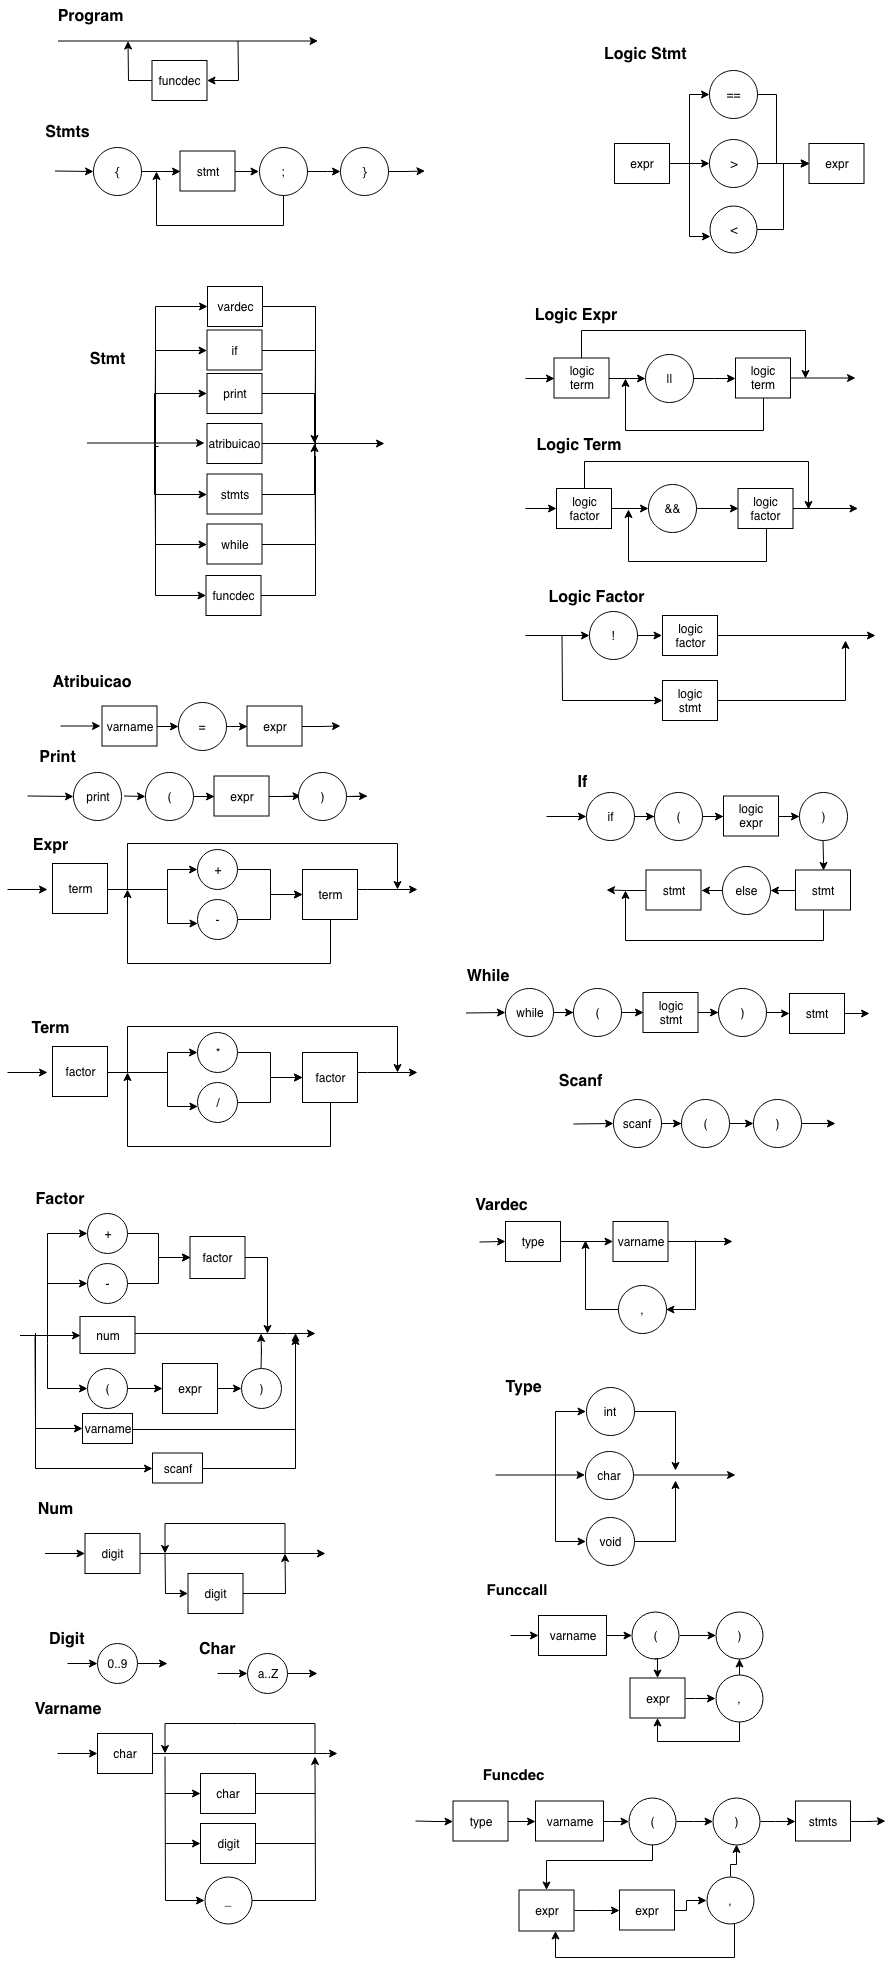 Program
funcdec
Stmts
{
stmt
;
}
Stmt
vardec
if
print
atribuicao
stmts
while
funcdec
Atribuicao
varname
=
expr
Print
print
(
expr
)
Expr
term
+
-
term
Term
factor
*
/
factor
Factor
+
-
factor
num
(
expr
)
varname
scanf
Num
digit
digit
Digit
0..9
Char
a..Z
Varname
char
char
digit
_
Logic Stmt
expr
==
>
<
expr
Logic Expr
logic
term
||
logic
term
Logic Term
logic
factor
&&
logic
factor
Logic Factor
!
logic
factor
logic
stmt
If
if
(
logic
expr
)
stmt
else
stmt
While
while
(
logic
stmt
)
stmt
Scanf
scanf
(
)
Vardec
type
varname
,
Type
int
char
void
Funccall
varname
(
)
expr
,
Funcdec
type
varname
(
)
stmts
expr
expr
,